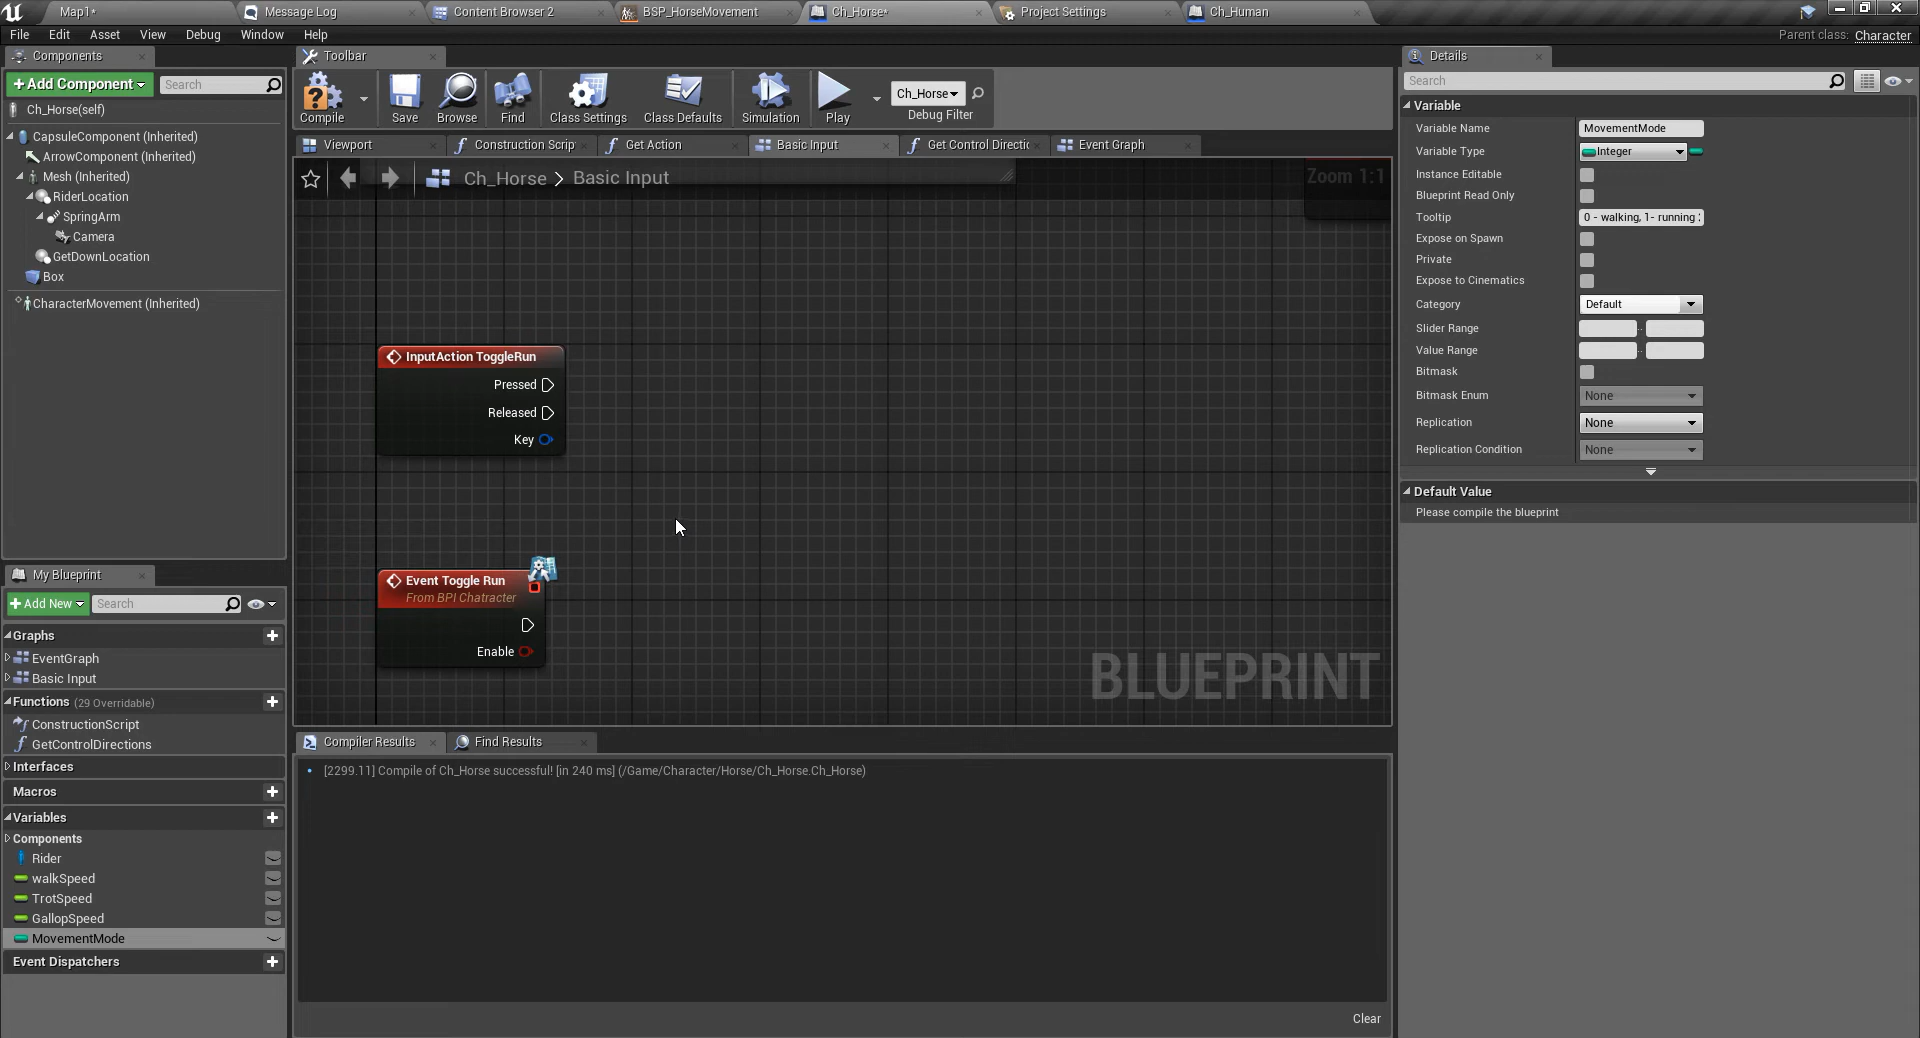 Map1*
Message Log
Content Browser 2
BSP_HorseMovement
Ch_Horse*
Project Settings
Ch_Human
File Edit Asset View Debug Window Help
Parent class: Character
Components
Toolbar
Details
+Add Component
Search
Ch_Horse(self)
CapsuleComponent (Inherited)
ArrowComponent (Inherited)
Mesh (Inherited)
RiderLocation
SpringArm
Camera
GetDownLocation
Box
CharacterMovement (Inherited)
Compile
Save
Browse
Find
Class Settings
Class Defaults
Simulation
Play
Ch_Horse
Debug Filter
Viewport
Construction Scrip
Get Action
Basic Input
Get Control Directic
Event Graph
Ch_Horse > Basic Input
Zoom 1:1
InputAction ToggleRun
Pressed
Released
Key
Event Toggle Run
From BPI Chatracter
Enable
BLUEPRINT
My Blueprint
+Add New
Search
Graphs
EventGraph
Basic Input
Functions (29 Overridable)
ConstructionScript
GetControlDirections
Interfaces
Macros
Variables
Components
Rider
walkSpeed
TrotSpeed
GallopSpeed
MovementMode
Event Dispatchers
Compiler Results
Find Results
[2299.11] Compile of Ch_Horse successful! [in 240 ms] (/Game/Character/Horse/Ch_Horse.Ch_Horse)
Clear
Search
Variable
Variable Name MovementMode
Variable Type Integer
Instance Editable
Blueprint Read Only
Tooltip 0 - walking, 1- running
Expose on Spawn
Private
Expose to Cinematics
Category Default
Slider Range
Value Range
Bitmask
Bitmask Enum None
Replication None
Replication Condition None
Default Value
Please compile the blueprint